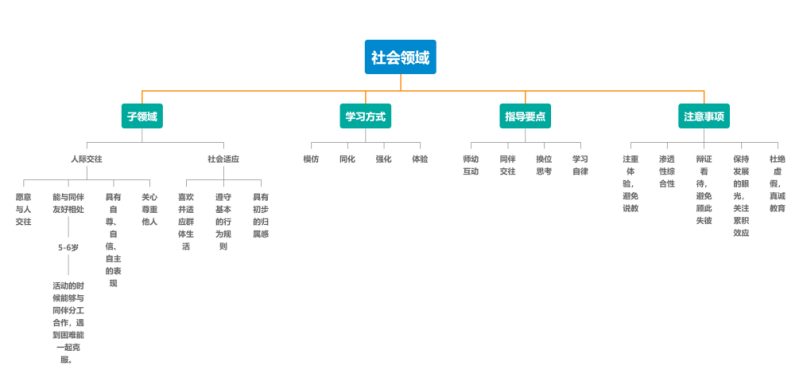 社会领域
子领域
学习方式
指导要点
注意事项
人际交往
社会适应
模仿
同化
强化
体验
师幼
互动
同伴
交往
换位
思考
学习
自律
注重
体
验，
避免
说教
渗透
性综
合性
辩证
看
待，
避免
顾此
失彼
保持
发展
的眼
光，
关注
累积
效应
杜绝
虚
假，
真诚
教育
愿意
与人
交往
能与同伴
友好相处
具有
自
尊、
自
信、
自主
的表
现
关心
尊重
他人
喜欢
并适
应群
体生
活
遵守
基本
的行
为规
则
具有
初步
的归
属感
5-6岁
活动的时
候能够与
同伴分工
合作，遇
到困难能
一起克
服。